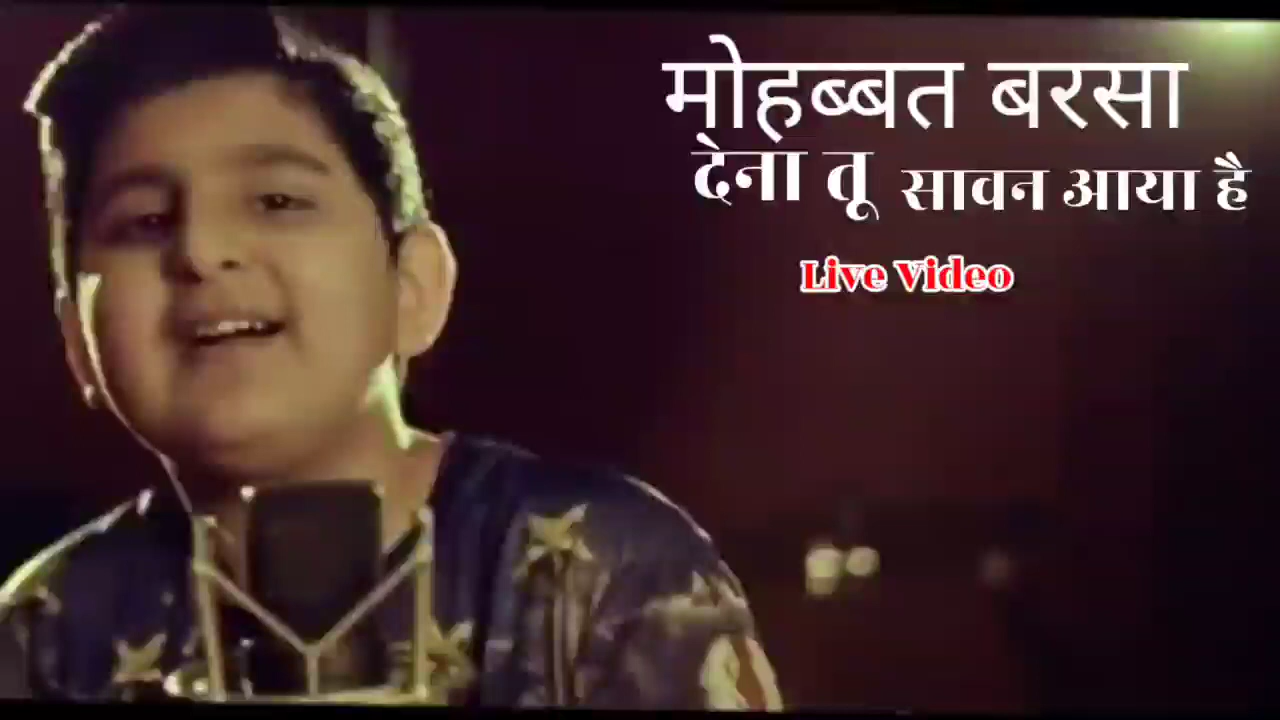 मोहब्बत बरसा
देना तू सावन आया है
Live Video